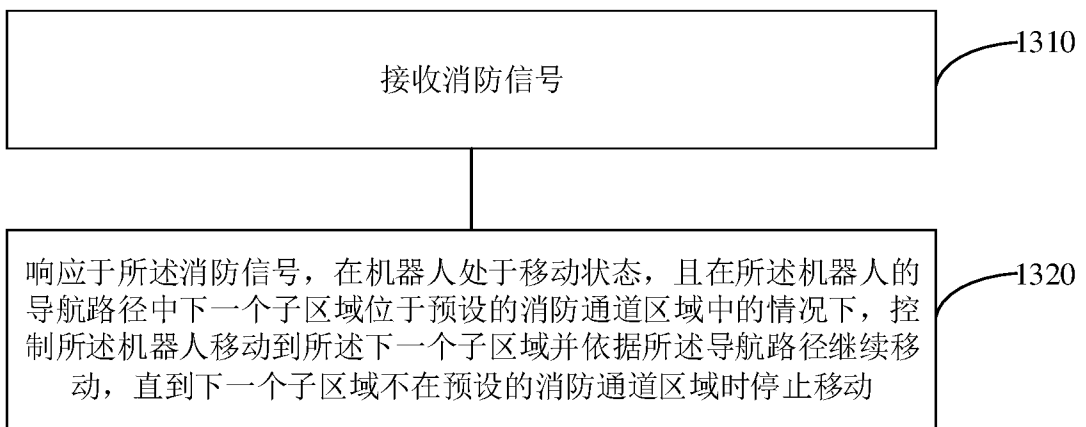 接收消防信号
1310
响应于所述消防信号，在机器人处于移动状态，且在所述机器人的
导航路径中下一个子区域位于预设的消防通道区域中的情况下，控
制所述机器人移动到所述下一个子区域并依据所述导航路径继续移
动，直到下一个子区域不在预设的消防通道区域时停止移动
1320